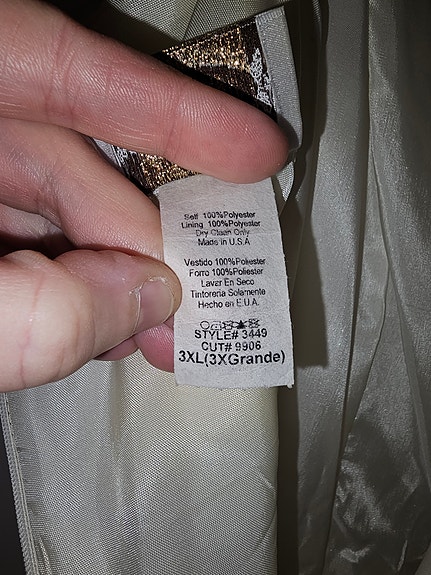 Self 100%Polyester
Lining 100%Polyester
Dry Clean Only
Made in U.S.A
Vestido 100%Poliester
Forro 100%Poliester
Lavar En Seco
Tintoreria Solamente
Hecho en E.U.A.
STYLE# 3449
CUT# 9906
3XL(3XGrande)